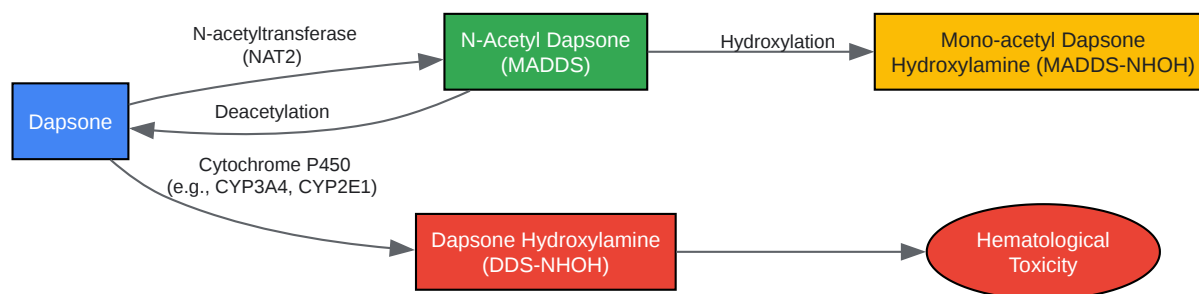 N-acetyltransferase
(NAT2)
N-Acetyl Dapsone
(MADDS)
Hydroxylation
Mono-acetyl Dapsone
Hydroxylamine (MADDS-NHOH)
Dapsone
Deacetylation
Cytochrome P450
(e.g., CYP3A4, CYP2E1)
Dapsone Hydroxylamine
(DDS-NHOH)
Hematological
Toxicity